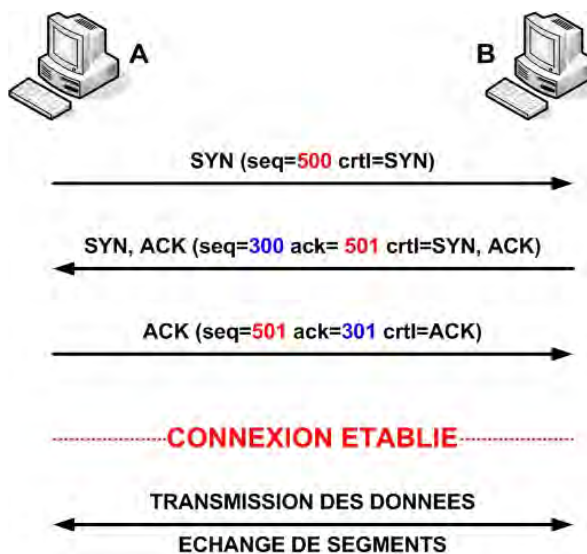 A
B
SYN (seq=500 crtl=SYN)
SYN, ACK (seq=300 ack= 501 crtl=SYN, ACK)
ACK (seq=501 ack=301 crtl=ACK)
CONNEXION ETABLIE
TRANSMISSION DES DONNEES
ECHANGE DE SEGMENTS